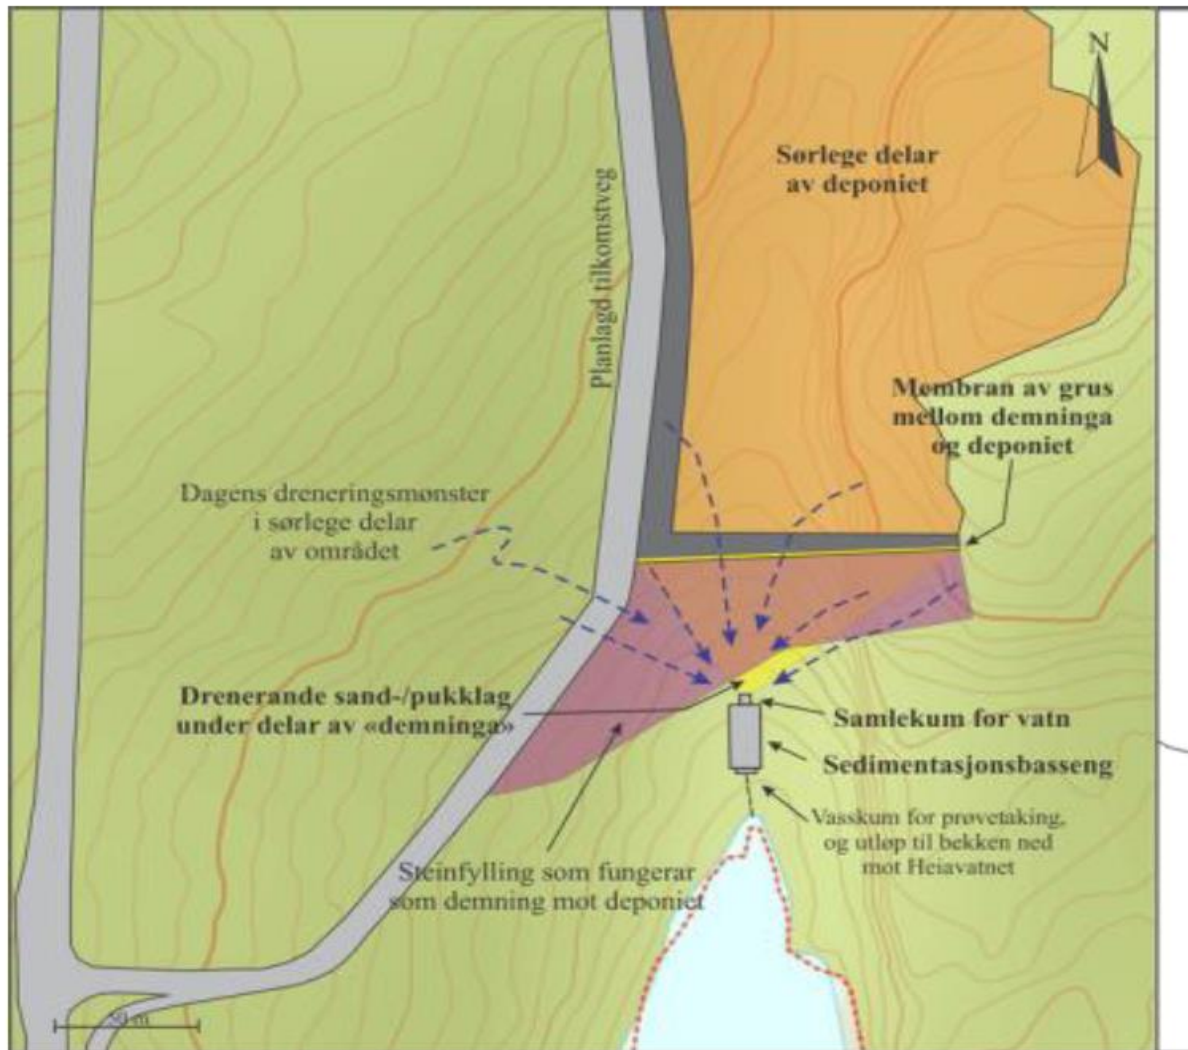 N
Sørlege delar
av deponiet
Planlagd tilkomstveg
Membran av grus
mellom demninga
og deponiet
Dagens dreneringsmønster
i sørlege delar
av området
Drenerande sand-/pukklag
under delar av «demninga»
Samlekum for vatn
Sedimentasjonsbasseng
Vasskum for prøvetaking,
og utløp til bekken ned
mot Heiavatnet
Steinfylling som fungerar
som demning mot deponiet
50 m